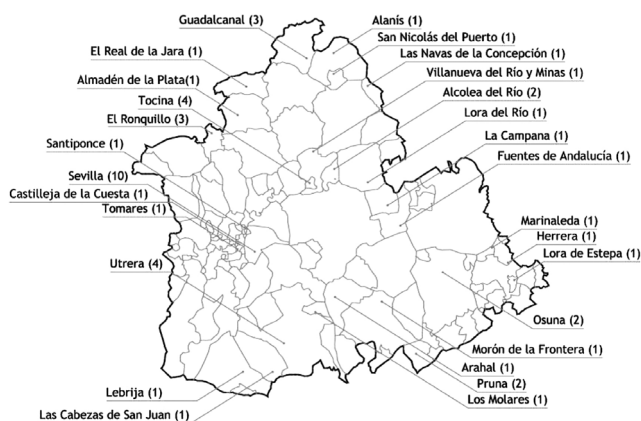 Guadalcanal (3)
Alanís (1)
San Nicolás del Puerto (1)
El Real de la Jara (1)
Las Navas de la Concepción (1)
Villanueva del Río y Minas (1)
Almadén de la Plata(1)
Alcolea del Río (2)
Tocina (4)
Lora del Río (1)
El Ronquillo (3)
La Campana (1)
Santiponce (1)
Fuentes de Andalucía (1)
Sevilla (10)
Castilleja de la Cuesta (1)
Tomares (1)
Marinaleda (1)
Herrera (1)
Lora de Estepa (1)
Utrera (4)
Osuna (2)
Morón de la Frontera (1)
Arahal (1)
Pruna (2)
Lebrija (1)
Los Molares (1)
Las Cabezas de San Juan (1)